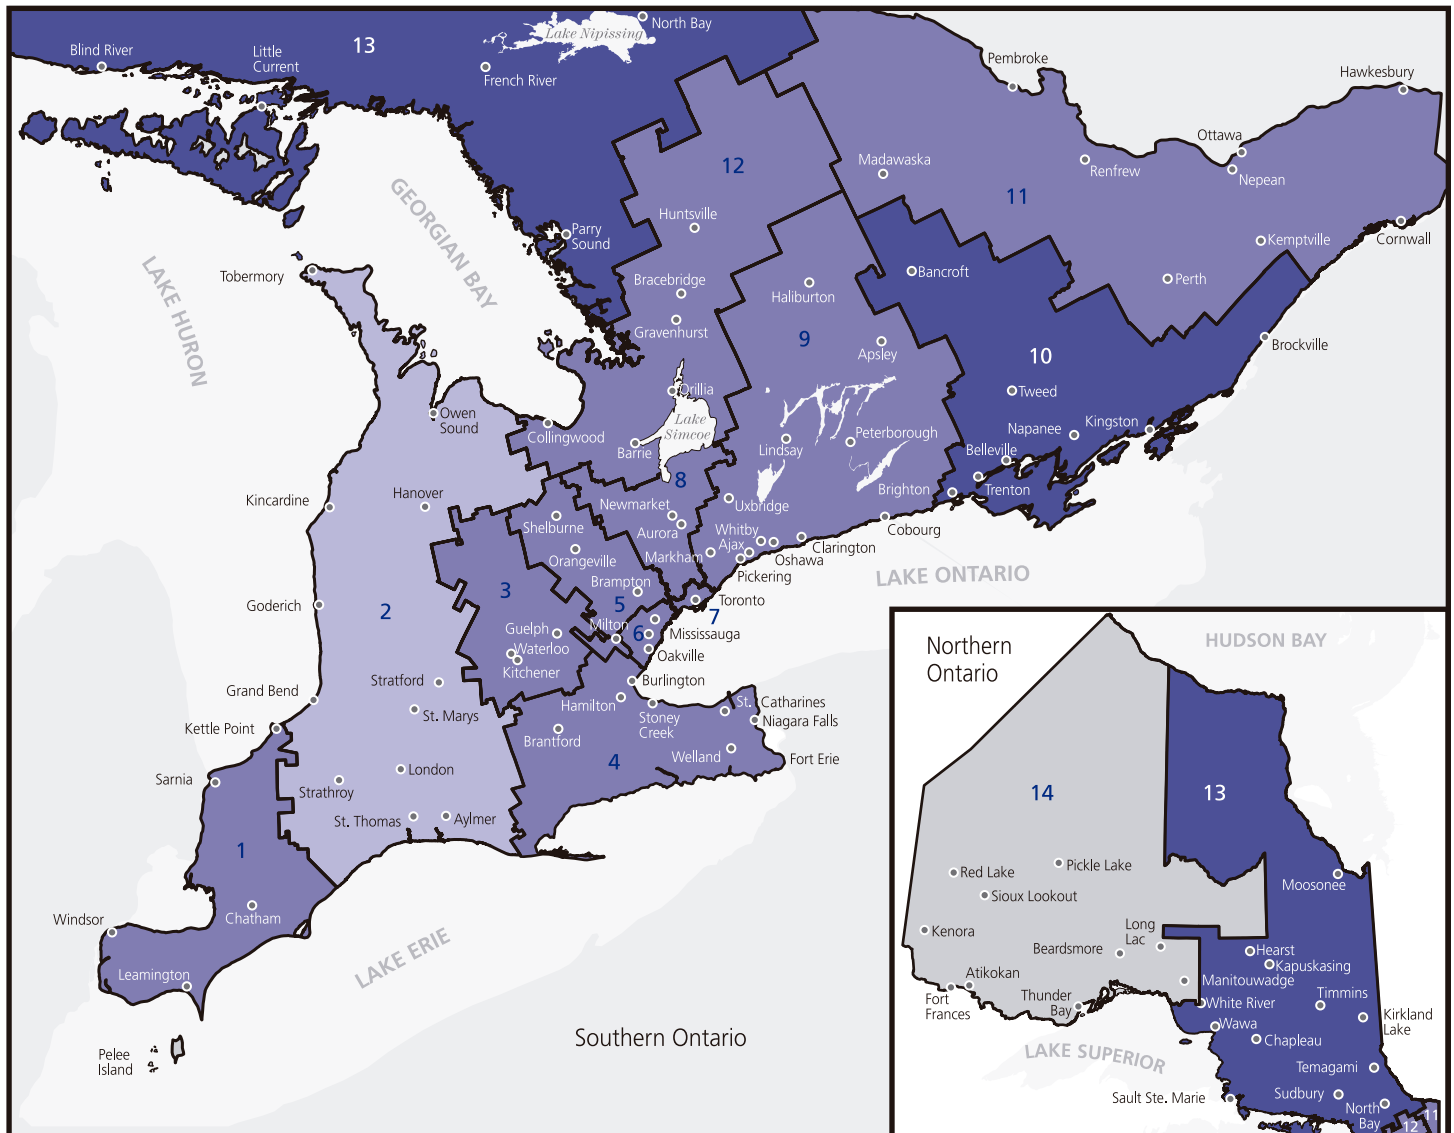 Blind River
Little
Current
13
Lake Nipissing
North Bay
French River
Pembroke
Hawkesbury
Ottawa
Nepean
Renfrew
Madawaska
12
11
Huntsville
Parry
Sound
GEORGIAN BAY
LAKE HURON
Tobermory
Kemptville
Cornwall
Perth
Bancroft
Bracebridge
Haliburton
Gravenhurst
9
Apsley
10
Brockville
Orillia
Tweed
Lake
Simcoe
Owen
Sound
Collingwood
Barrie
Lindsay
Peterborough
Napanee
Kingston
Belleville
Trenton
Brighton
8
Kincardine
Hanover
Newmarket
Uxbridge
Shelburne
Aurora
Whitby
Ajax
Cobourg
Clarington
Oshawa
Markham
Pickering
Orangeville
LAKE ONTARIO
Brampton
3
5
Toronto
7
2
Goderich
Milton
6
Mississauga
Guelph
Waterloo
Kitchener
Oakville
Burlington
Stratford
Grand Bend
Hamilton
St. Catharines
Niagara Falls
St. Marys
Stoney
Creek
Kettle Point
Brantford
Welland
Fort Erie
4
London
Sarnia
Strathroy
St. Thomas
Aylmer
1
Chatham
Windsor
Leamington
LAKE ERIE
Pelee
Island
Southern Ontario
Northern
Ontario
HUDSON BAY
14
13
Red Lake
Pickle Lake
Sioux Lookout
Moosonee
Kenora
Long
Lac
Beardsmore
Hearst
Kapuskasing
Atikokan
Manitouwadge
Fort
Frances
Thunder
Bay
White River
Timmins
Kirkland
Lake
Wawa
Chapleau
LAKE SUPERIOR
Temagami
Sault Ste. Marie
Sudbury
North
Bay
11
12